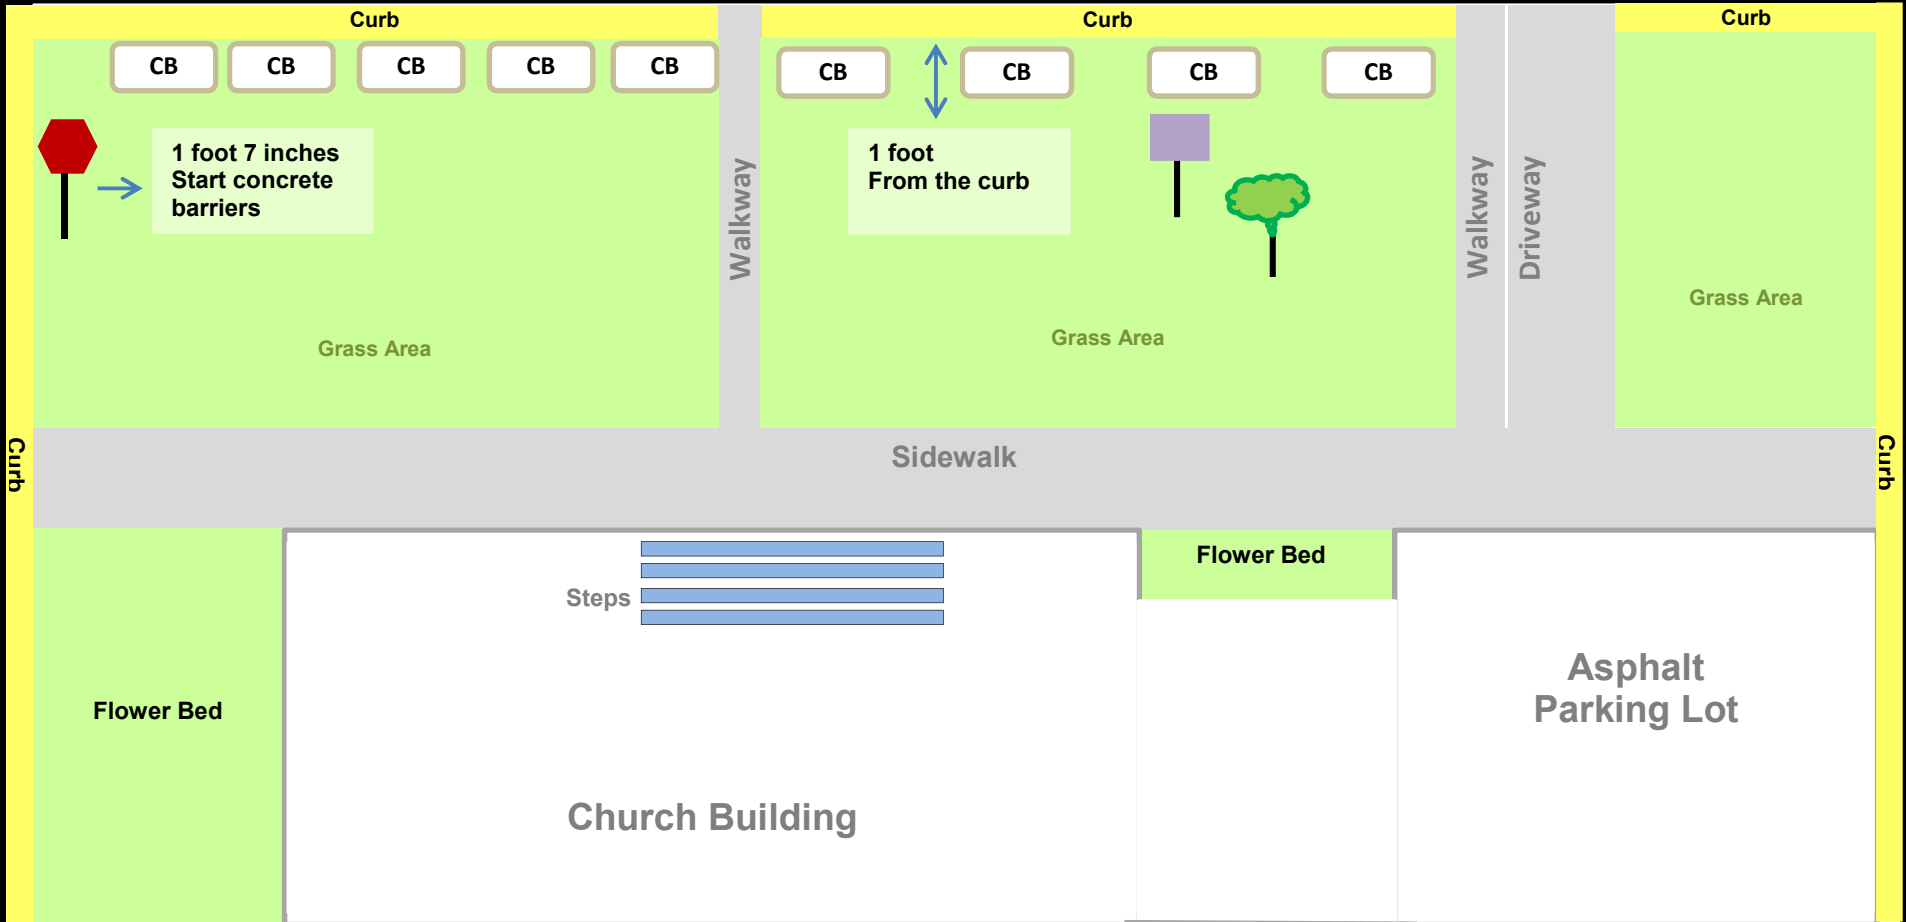 Curb
Curb
Curb
CB
CB
CB
CB
CB
CB
CB
CB
CB
1 foot 7 inches
Start concrete
barriers
1 foot
From the curb
Walkway
Walkway
Driveway
Grass Area
Grass Area
Grass Area
Curb
Sidewalk
Curb
Flower Bed
Steps
Asphalt
Parking Lot
Flower Bed
Church Building